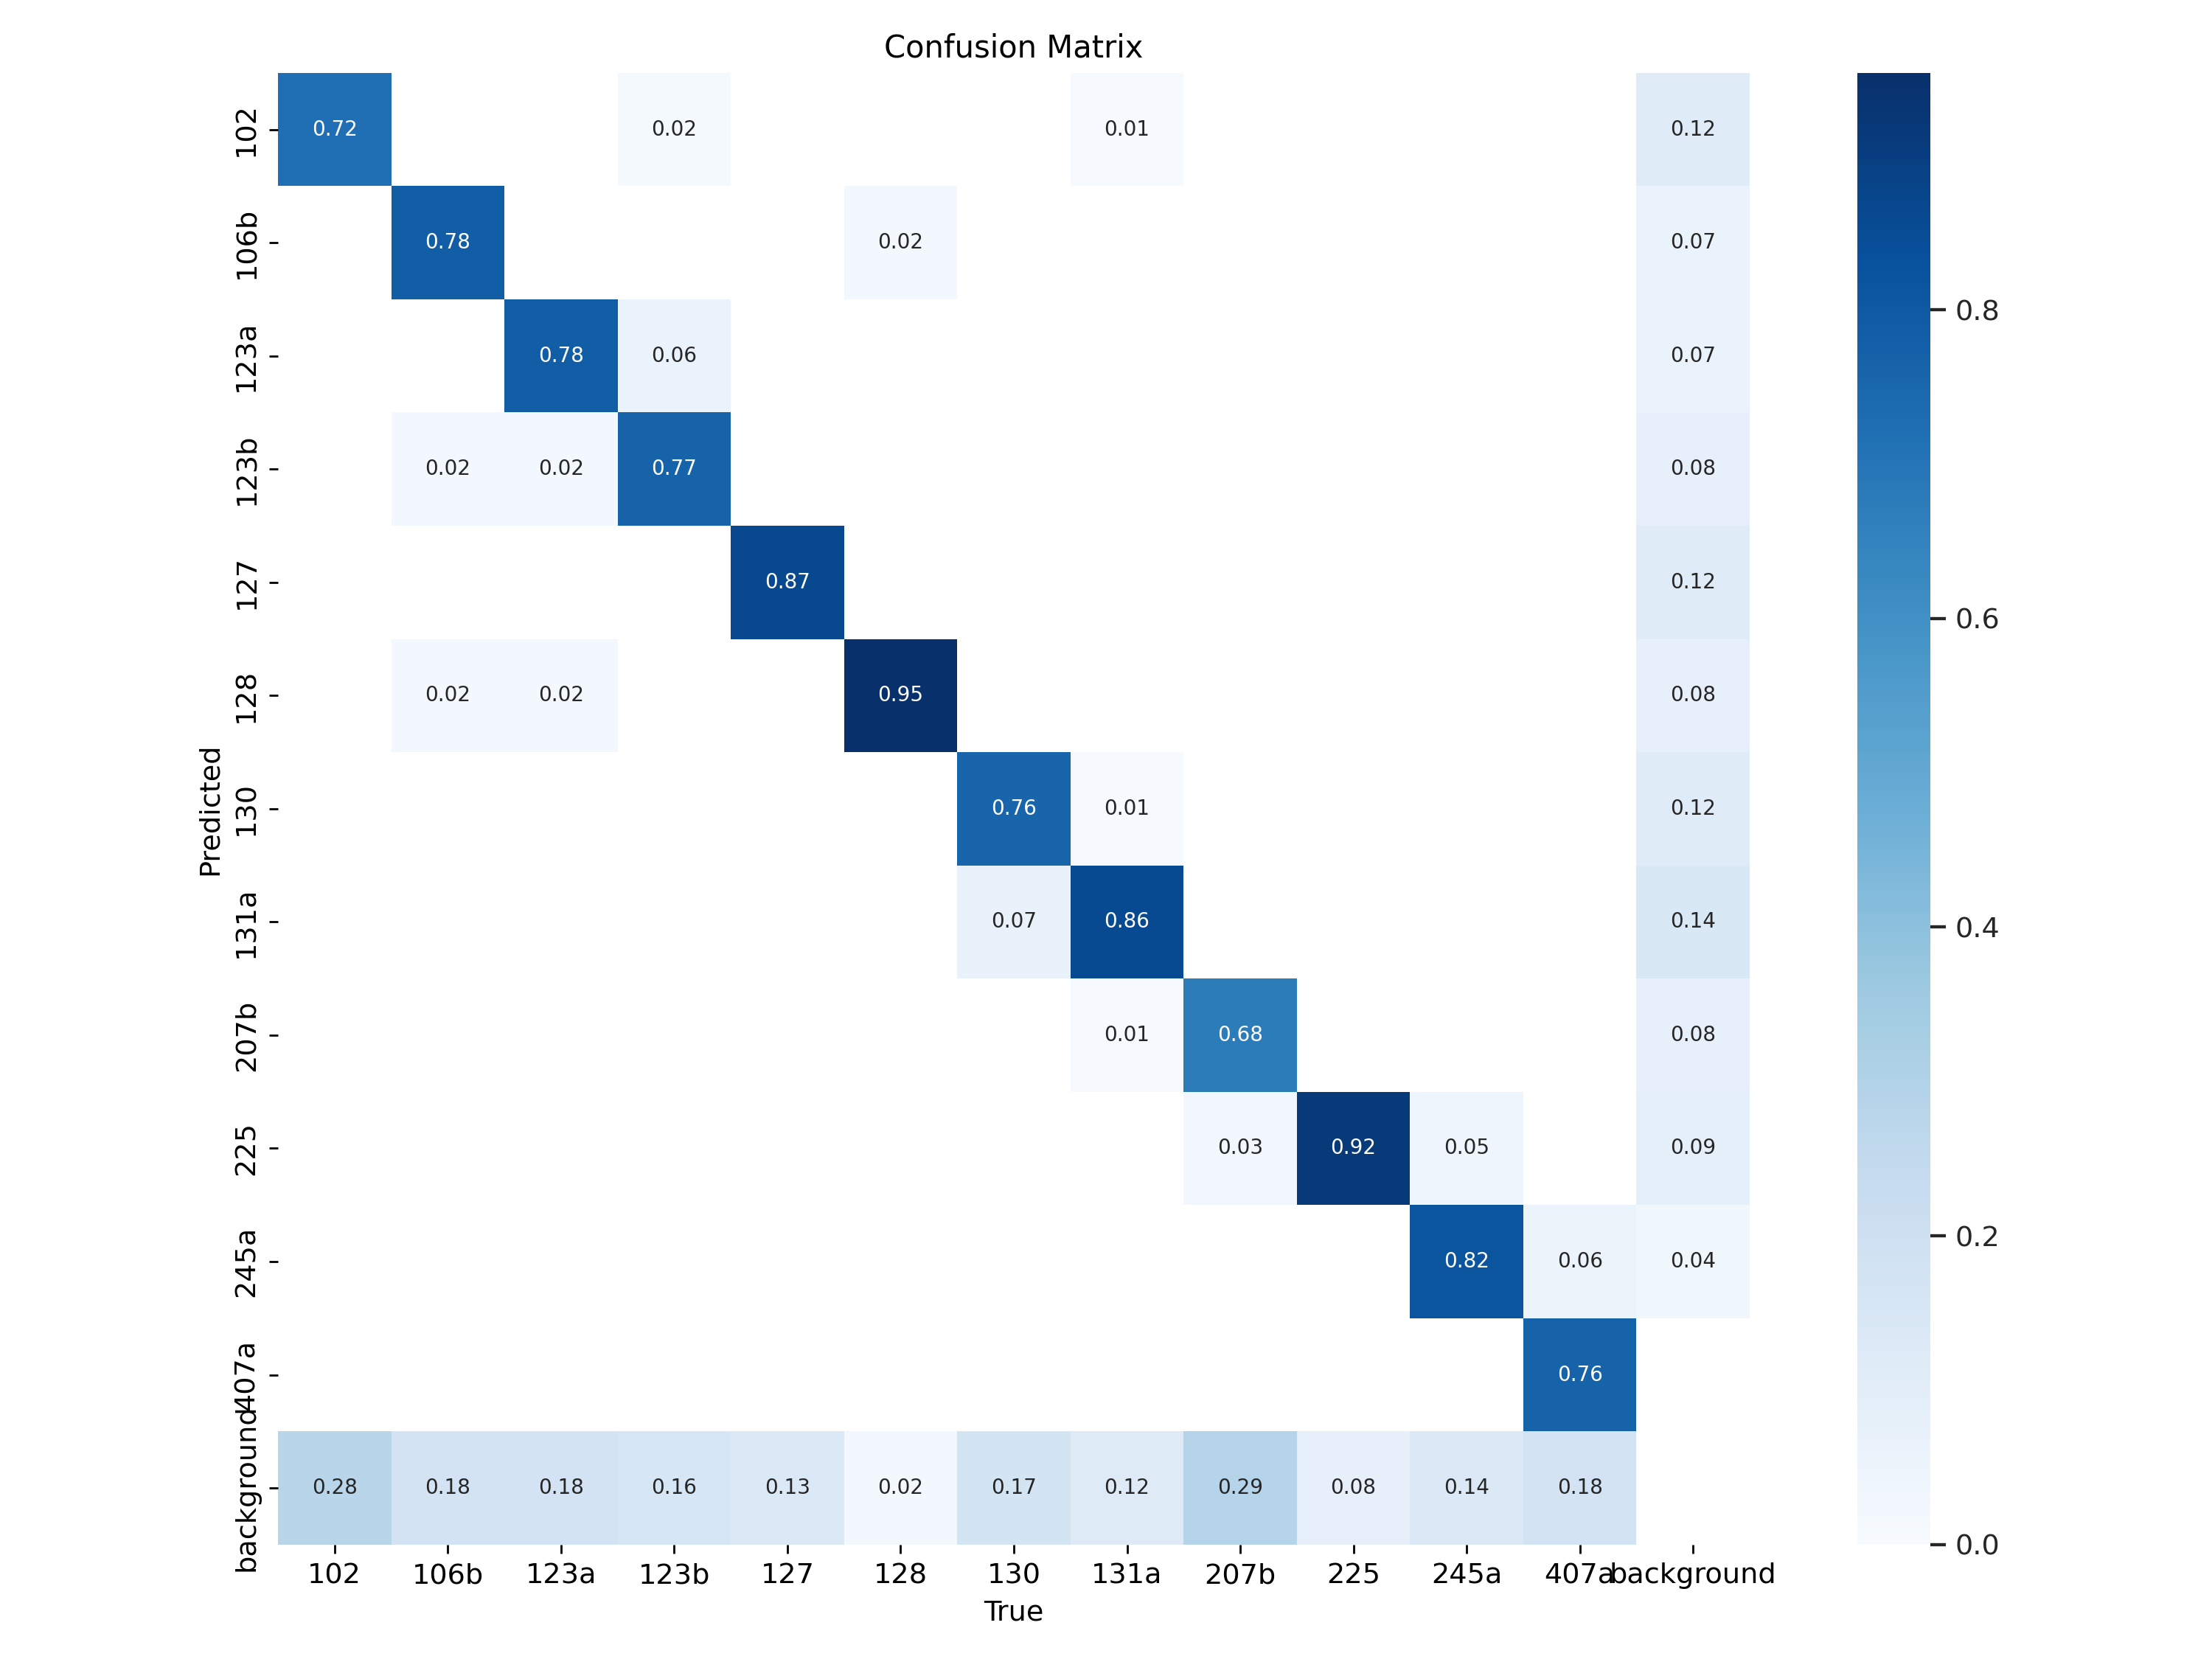 Confusion Matrix
Predicted
102 0.72 0.02 0.01 0.12
106b 0.78 0.02 0.07
123a 0.78 0.06 0.07
123b 0.02 0.02 0.77 0.08
127 0.87 0.12
128 0.02 0.02 0.95 0.08
130 0.76 0.01 0.12
131a 0.07 0.86 0.14
207b 0.01 0.68 0.08
225 0.03 0.92 0.05 0.09
245a 0.82 0.06 0.04
407a 0.76
background 0.28 0.18 0.18 0.16 0.13 0.02 0.17 0.12 0.29 0.08 0.14 0.18
102 106b 123a 123b 127 128 130 131a 207b 225 245a 407a background
True
0.8
0.6
0.4
0.2
0.0